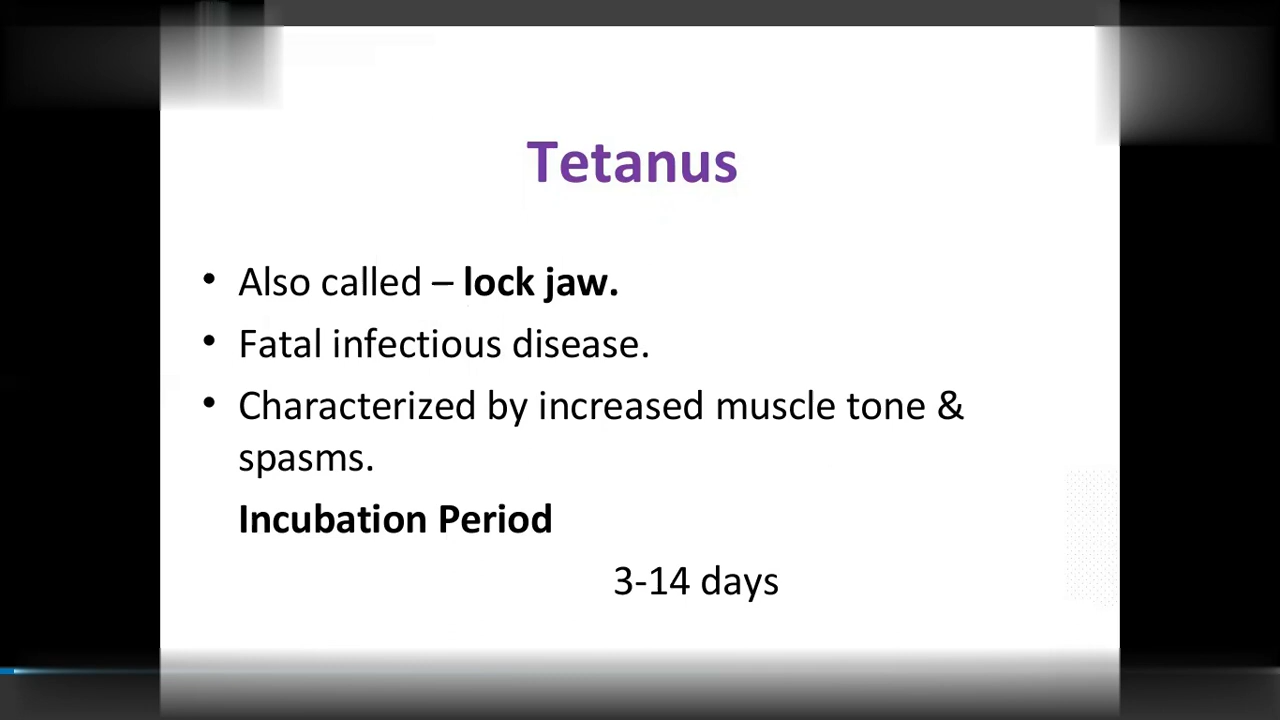 Tetanus
• Also called – lock jaw.
• Fatal infectious disease.
• Characterized by increased muscle tone &
spasms.
Incubation Period
3-14 days